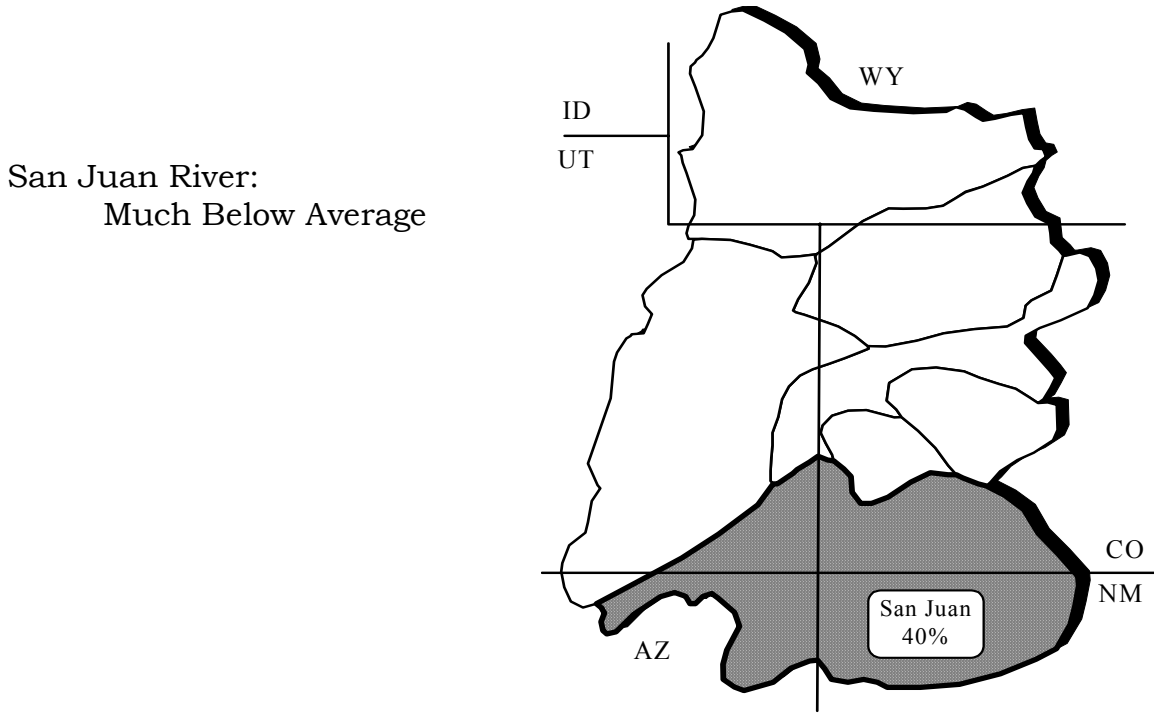 San Juan River:
Much Below Average
WY
ID
UT
CO
NM
San Juan
40%
AZ